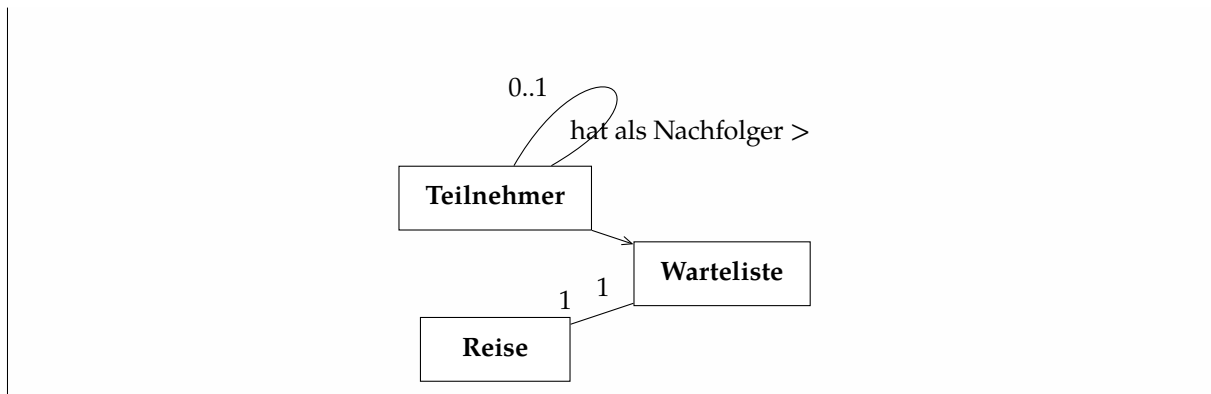 0..1
hat als Nachfolger >
Teilnehmer
Warteliste
1
1
Reise